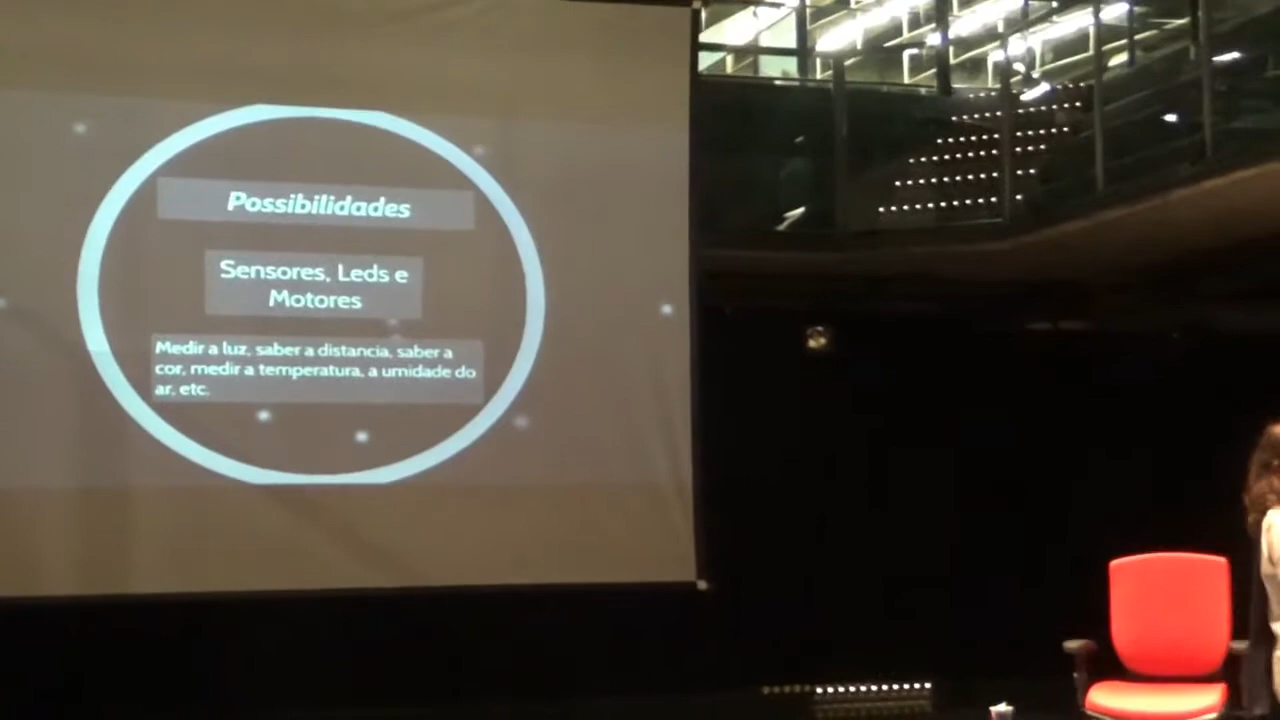 Possibilidades
Sensores, Leds e
Motores
Medir a luz, saber a distancia, saber a
cor, medir a temperatura, a umidade do
ar, etc.